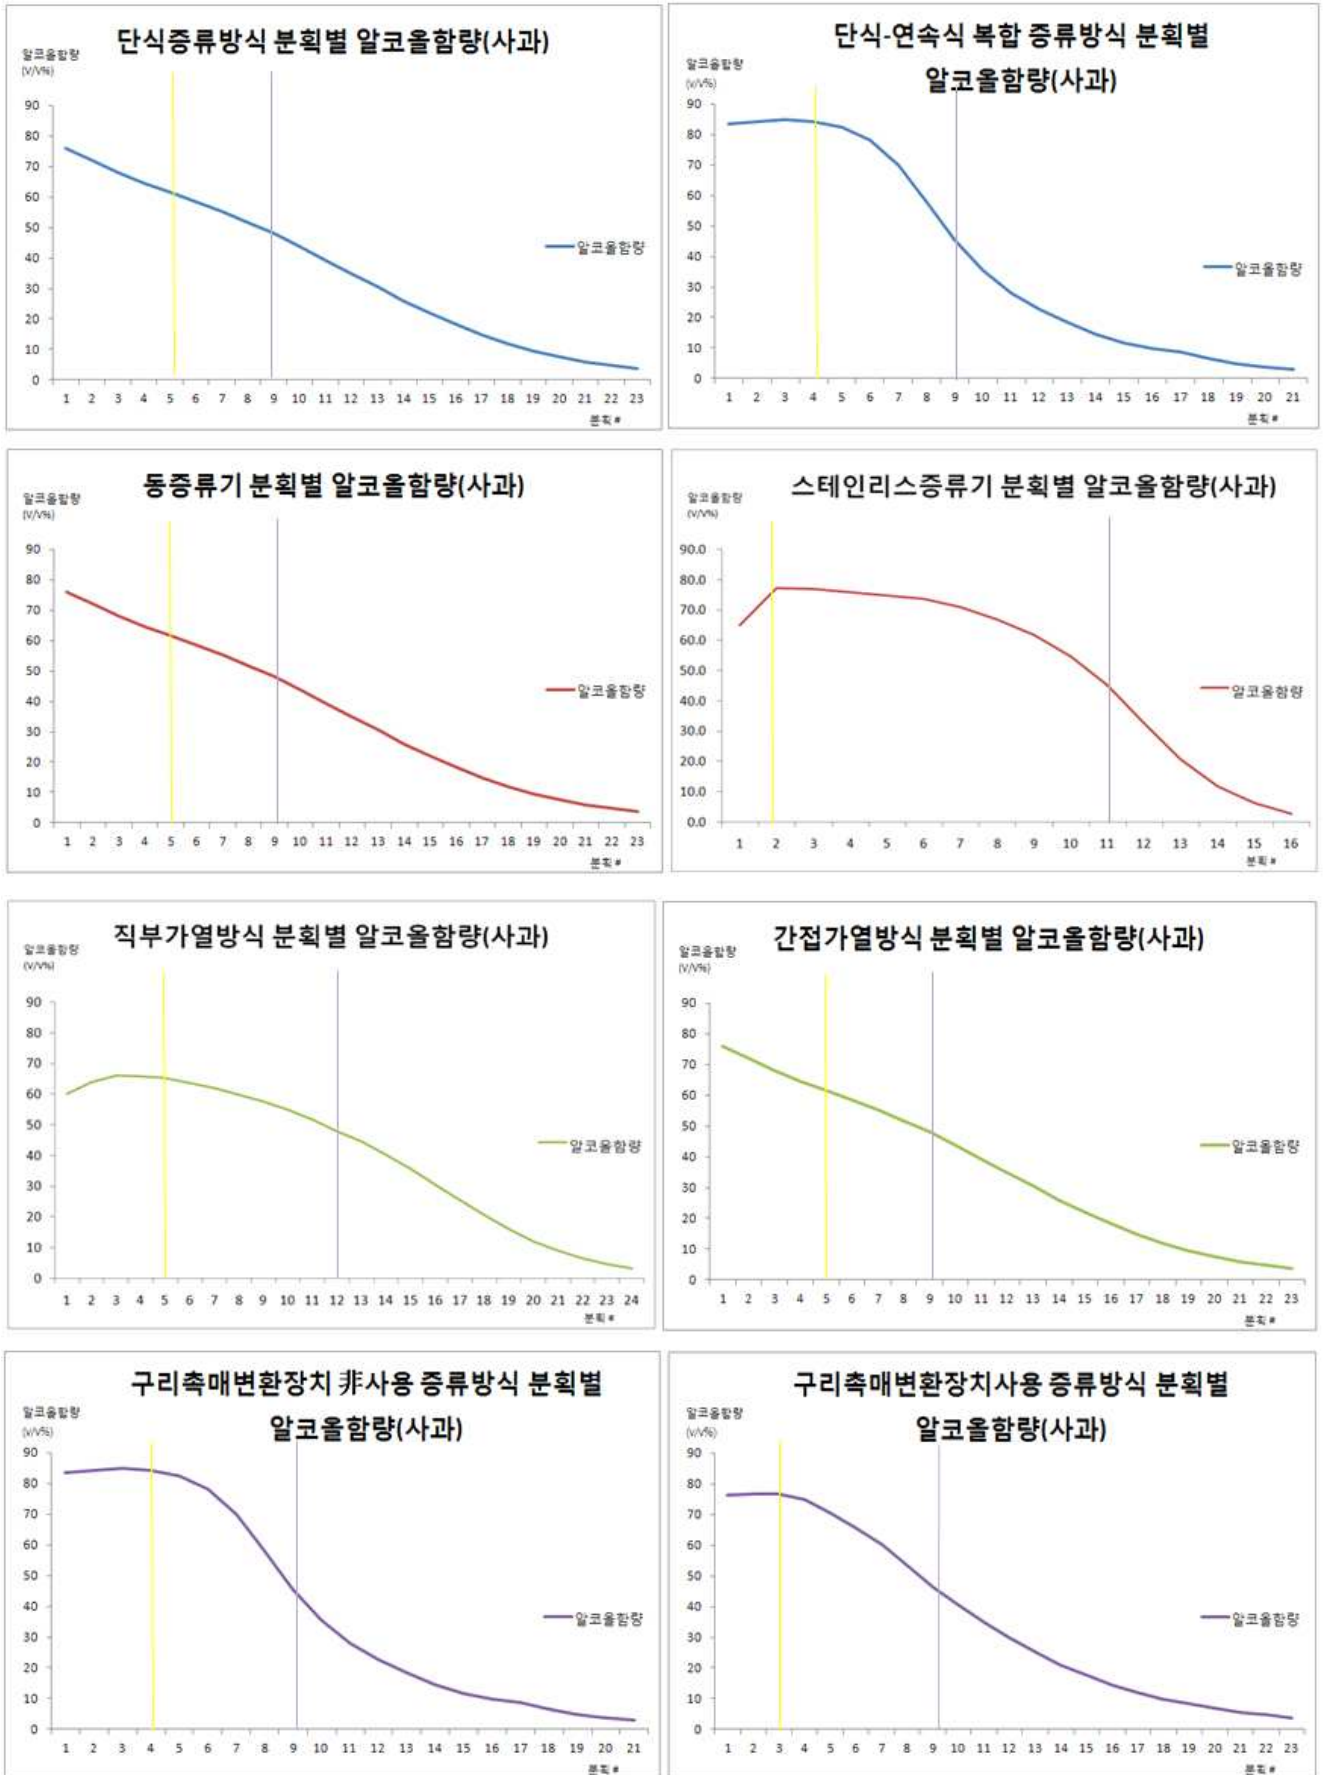 단식증류방식 분획별 알코올함량(사과)
알코올함량
(V/V%)
90
80
70
60
50
40
30
20
10
0
알코올함량
1 2 3 4 5 6 7 8 9 10 11 12 13 14 15 16 17 18 19 20 21 22 23
분획 #
단식-연속식 복합 증류방식 분획별
알코올함량(사과)
알코올함량
(v/v%)
90
80
70
60
50
40
30
20
10
0
알코올함량
1 2 3 4 5 6 7 8 9 10 11 12 13 14 15 16 17 18 19 20 21
분획 #
동증류기 분획별 알코올함량(사과)
알코올함량
(V/V%)
90
80
70
60
50
40
30
20
10
0
알코올함량
1 2 3 4 5 6 7 8 9 10 11 12 13 14 15 16 17 18 19 20 21 22 23
분획 #
스테인리스증류기 분획별 알코올함량(사과)
알코올함량
(V/V%)
90.0
80.0
70.0
60.0
50.0
40.0
30.0
20.0
10.0
0.0
알코올함량
1 2 3 4 5 6 7 8 9 10 11 12 13 14 15 16
분획 #
직부가열방식 분획별 알코올함량(사과)
알코올함량
(V/V%)
90
80
70
60
50
40
30
20
10
0
알코올함량
1 2 3 4 5 6 7 8 9 10 11 12 13 14 15 16 17 18 19 20 21 22 23 24
분획 #
간접가열방식 분획별 알코올함량(사과)
알코올함량
(V/V%)
90
80
70
60
50
40
30
20
10
0
알코올함량
1 2 3 4 5 6 7 8 9 10 11 12 13 14 15 16 17 18 19 20 21 22 23
분획 #
구리촉매변환장치 非사용 증류방식 분획별
알코올함량(사과)
알코올함량
(v/v%)
90
80
70
60
50
40
30
20
10
0
알코올함량
1 2 3 4 5 6 7 8 9 10 11 12 13 14 15 16 17 18 19 20 21
분획 #
구리촉매변환장치사용 증류방식 분획별
알코올함량(사과)
알코올함량
(v/v%)
90
80
70
60
50
40
30
20
10
0
알코올함량
1 2 3 4 5 6 7 8 9 10 11 12 13 14 15 16 17 18 19 20 21 22 23
분획 #